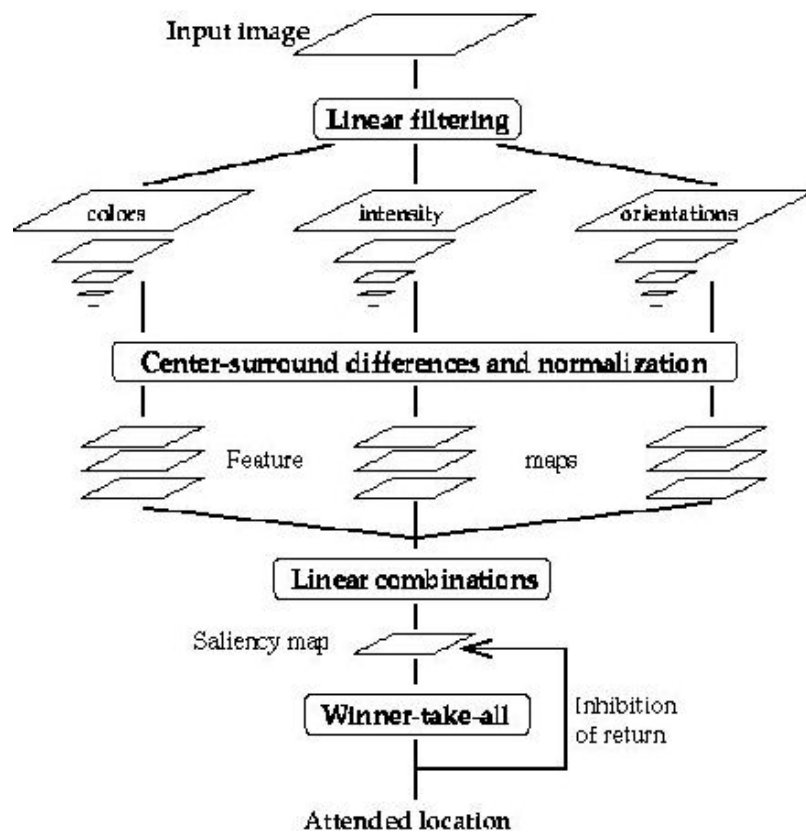 Input image
Linear filtering
colors
intensity
orientations
Center-surround differences and normalization
Feature
maps
Linear combinations
Saliency map
Winner-take-all
Inhibition
of return
Attended location